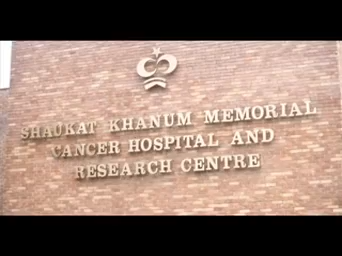 SHAUKAT KHANUM MEMORIAL
CANCER HOSPITAL AND
RESEARCH CENTRE